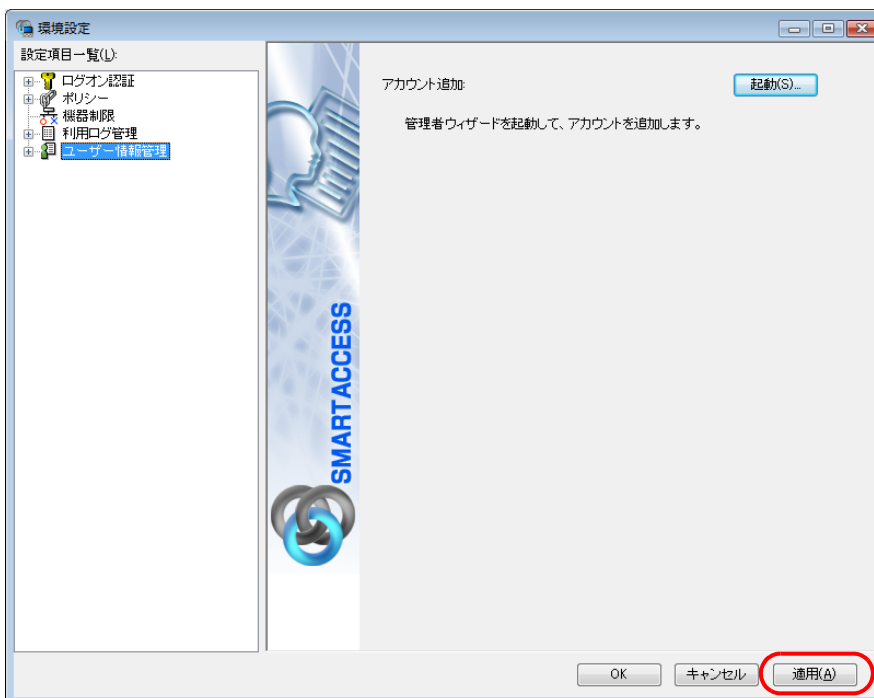 環境設定
設定項目一覧(L):
ログオン認証
ポリシー
機器制限
利用ログ管理
ユーザー情報管理
アカウント追加:
起動(S)...
管理者ウィザードを起動して、アカウントを追加します。
SMARTACCESS
OK
キャンセル
適用(A)